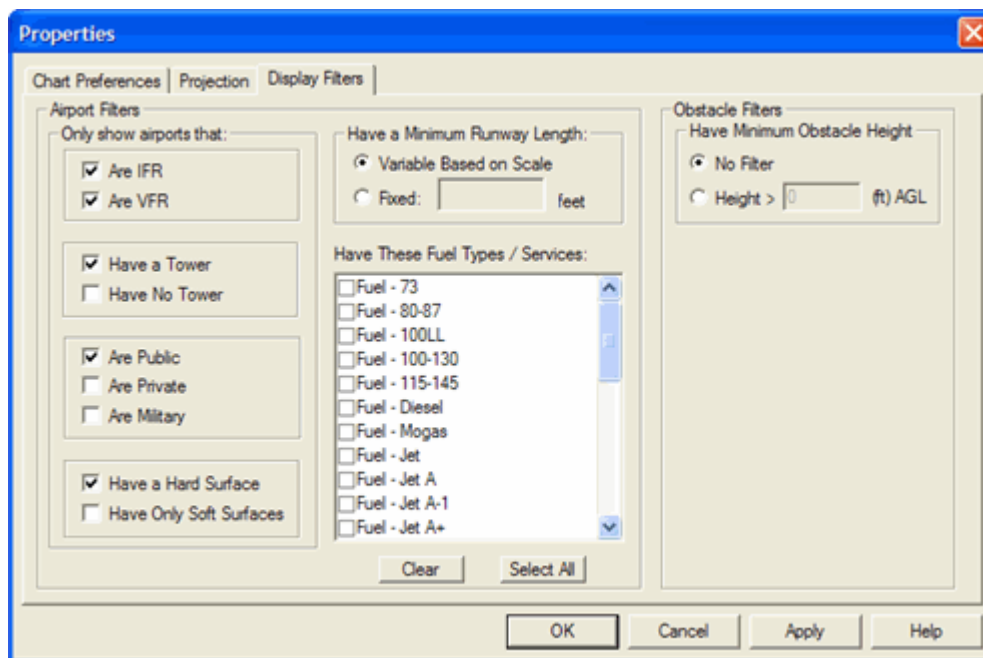 Properties
Chart Preferences
Projection
Display Filters
Airport Filters
Only show airports that:
Are IFR
Are VFR
Have a Tower
Have No Tower
Are Public
Are Private
Are Military
Have a Hard Surface
Have Only Soft Surfaces
Have a Minimum Runway Length:
Variable Based on Scale
Fixed:
feet
Have These Fuel Types / Services:
Fuel - 73
Fuel - 80-87
Fuel - 100LL
Fuel - 100-130
Fuel - 115-145
Fuel - Diesel
Fuel - Mogas
Fuel - Jet
Fuel - Jet A
Fuel - Jet A-1
Fuel - Jet A+
Clear
Select All
Obstacle Filters
Have Minimum Obstacle Height
No Filter
Height > 0 (ft) AGL
OK
Cancel
Apply
Help